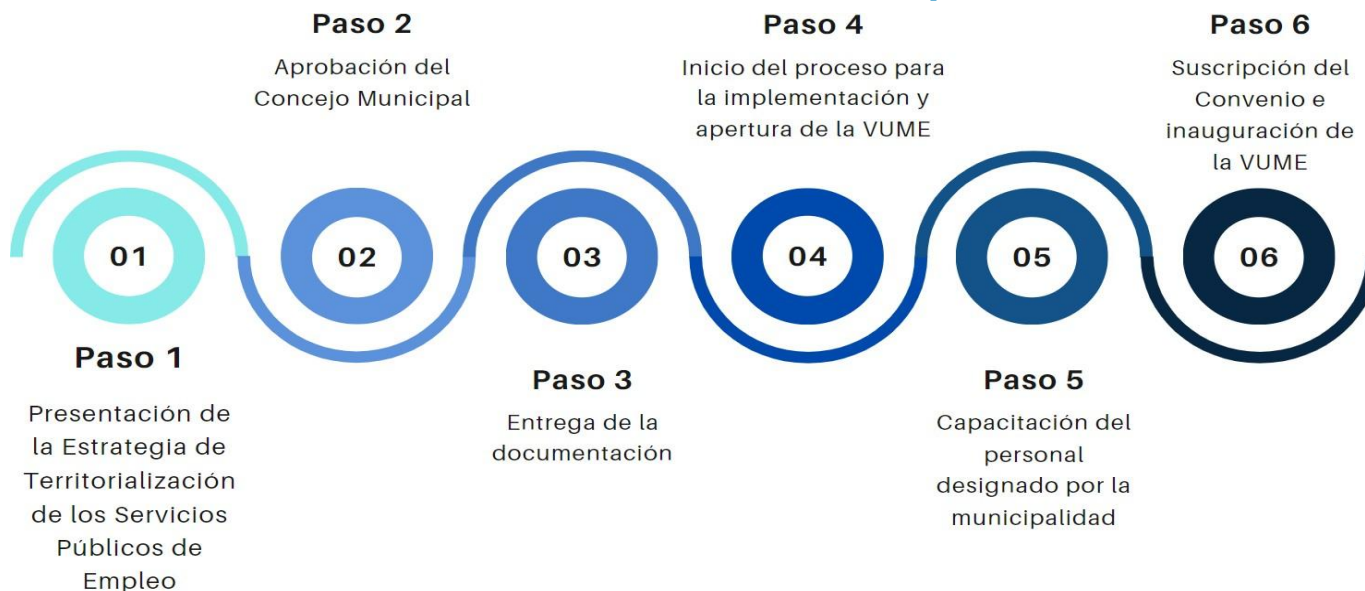 Paso 2
Aprobación del
Concejo Municipal
Paso 4
Inicio del proceso para
la implementación y
apertura de la VUME
Paso 6
Suscripción del
Convenio e
inauguración de
la VUME
01
02
03
04
05
06
Paso 1
Presentación de
la Estrategia de
Territorialización
de los Servicios
Públicos de
Empleo
Paso 3
Entrega de la
documentación
Paso 5
Capacitación del
personal
designado por la
municipalidad